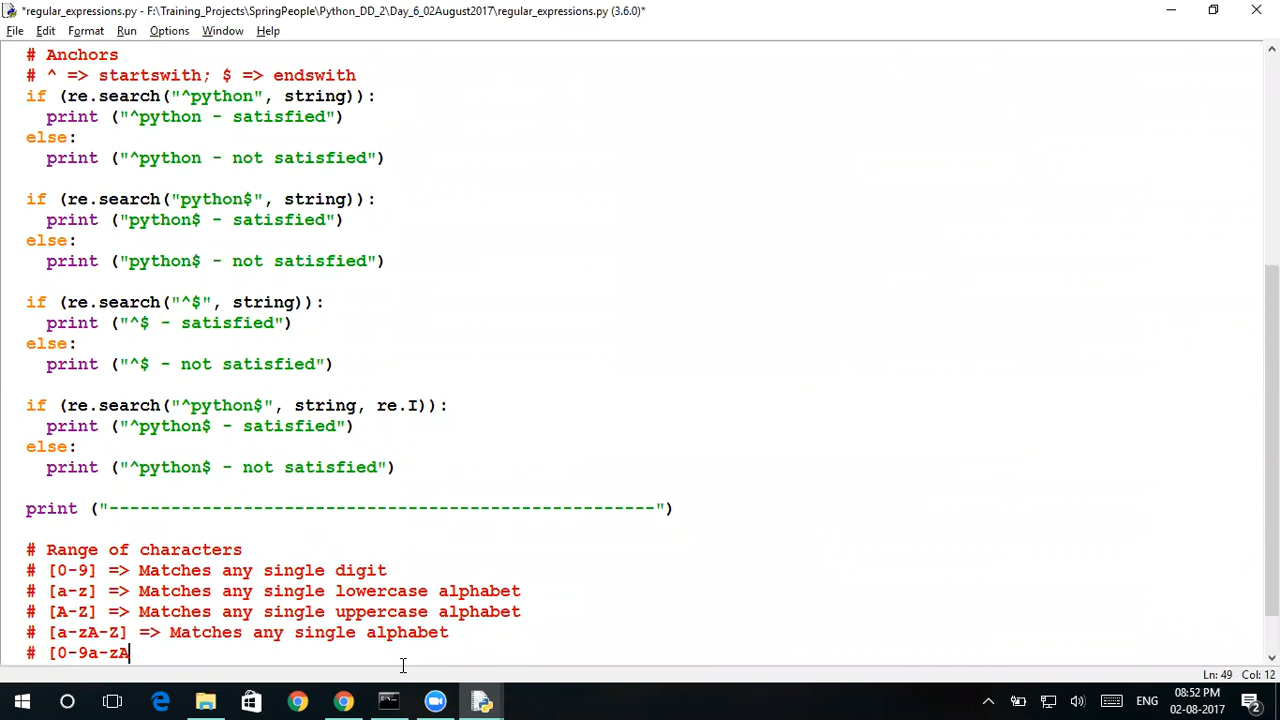 *regular_expressions.py - F:\Training_Projects\SpringPeople\Python_DD_2\Day_6_02August2017\regular_expressions.py (3.6.0)*
File Edit Format Run Options Window Help
# Anchors
# ^ => startswith; $ => endswith
if (re.search("^python", string)):
  print ("^python - satisfied")
else:
  print ("^python - not satisfied")
if (re.search("python$", string)):
  print ("python$ - satisfied")
else:
  print ("python$ - not satisfied")
if (re.search("^$", string)):
  print ("^$ - satisfied")
else:
  print ("^$ - not satisfied")
if (re.search("^python$", string, re.I)):
  print ("^python$ - satisfied")
else:
  print ("^python$ - not satisfied")
print ("-----------------------------------------------------")
# Range of characters
# [0-9] => Matches any single digit
# [a-z] => Matches any single lowercase alphabet
# [A-Z] => Matches any single uppercase alphabet
# [a-zA-Z] => Matches any single alphabet
# [0-9a-zA
Ln: 49 Col: 12
ENG
08:52 PM
02-08-2017
2